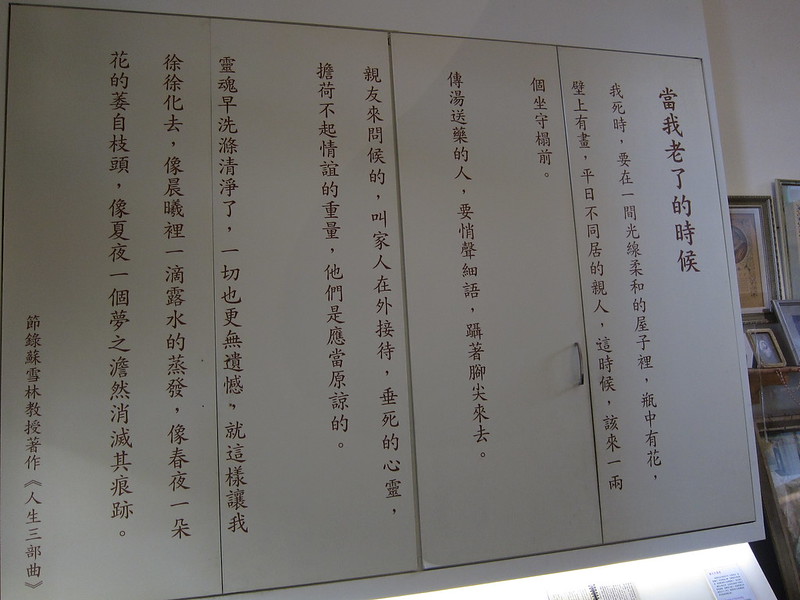 當我老了的時候
我死時，要在一間光線柔和的屋子裡，瓶中有花，
壁上有畫，平日不同居的親人，這時候，該來一兩
個坐守榻前。
傳湯送藥的人，要悄聲細語，躡著腳尖來去。
親友來問候的，叫家人在外接待，垂死的心靈，
擔荷不起情誼的重量，他們是應當原諒的。
靈魂早洗滌清淨了，一切也更無遺憾，就這樣讓我
徐徐化去，像晨曦裡一滴露水的蒸發，像春夜一朵
花的萎自枝頭，像夏夜一個夢之澹然消滅其痕跡。
節錄蘇雪林教授著作《人生三部曲》